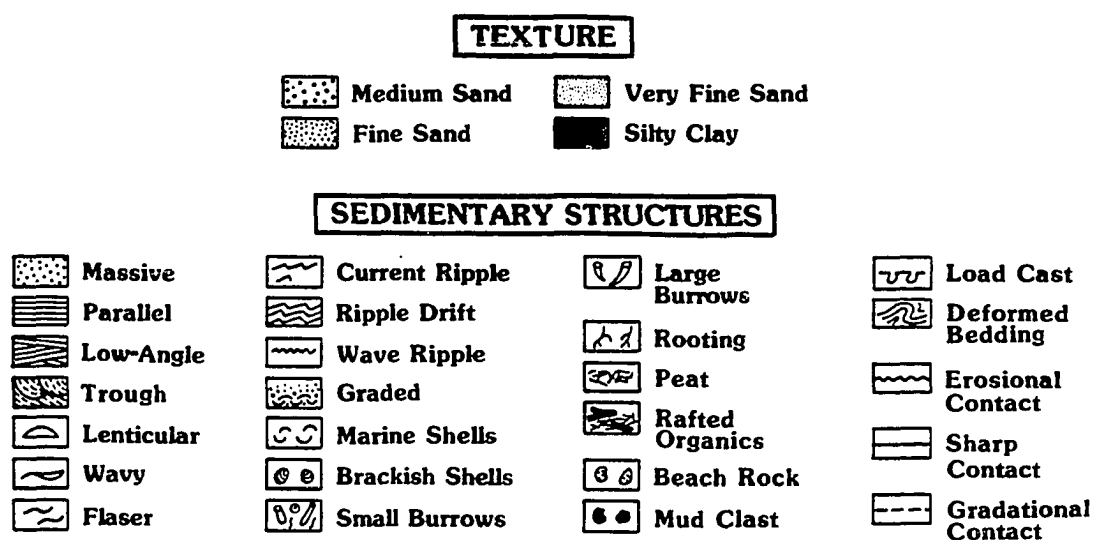 TEXTURE
Medium Sand
Very Fine Sand
Fine Sand
Silty Clay
SEDIMENTARY STRUCTURES
Massive
Parallel
Low-Angle
Trough
Lenticular
Wavy
Flaser
Current Ripple
Ripple Drift
Wave Ripple
Graded
Marine Shells
Brackish Shells
Small Burrows
Large
Burrows
Rooting
Peat
Rafted
Organics
Beach Rock
Mud Clast
Load Cast
Deformed
Bedding
Erosional
Contact
Sharp
Contact
Gradational
Contact